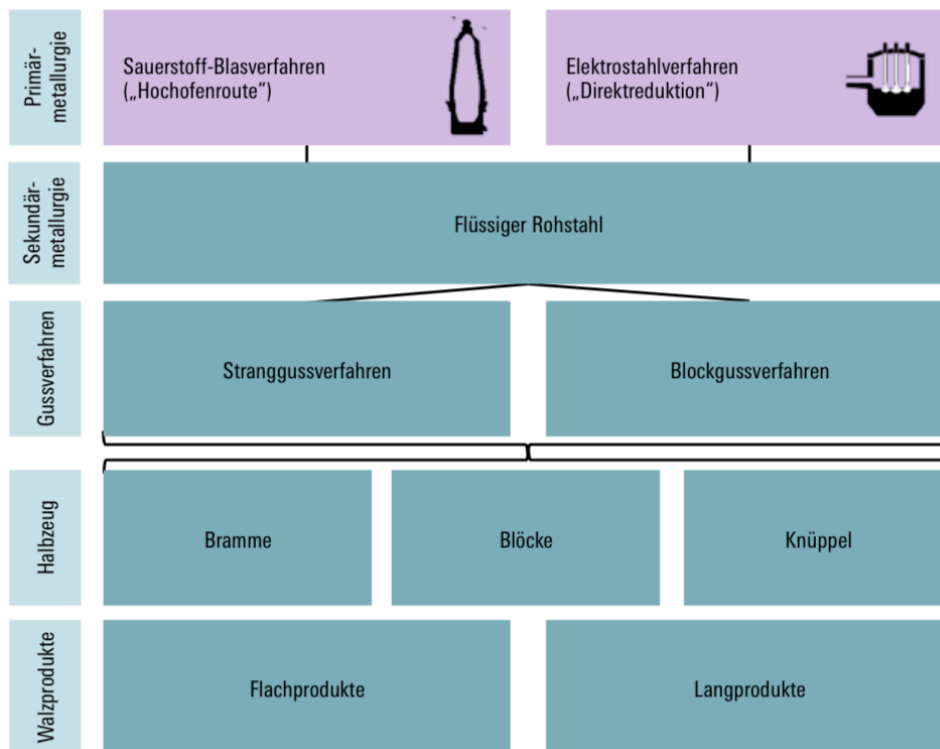 Primär-
metallurgie
Sauerstoff-Blasverfahren
(„Hochofenroute”)
Elektrostahlverfahren
(„Direktreduktion”)
Sekundär-
metallurgie
Flüssiger Rohstahl
Gussverfahren
Stranggussverfahren
Blockgussverfahren
Halbzeug
Bramme
Blöcke
Knüppel
Walzprodukte
Flachprodukte
Langprodukte